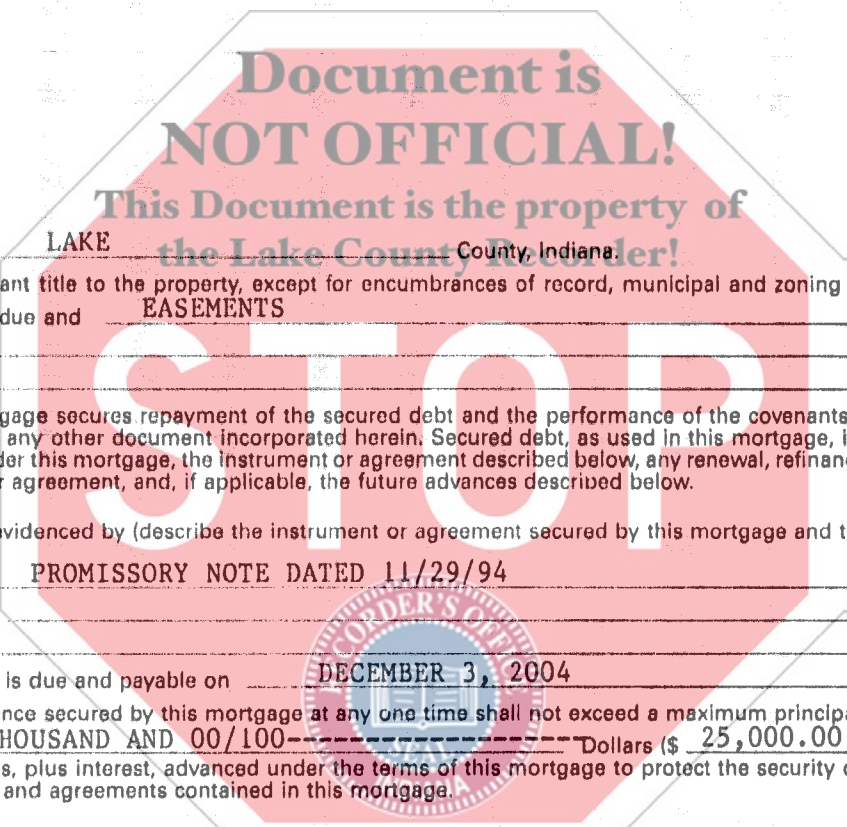 Document is
NOT OFFICIAL!
This Document is the property of
the Lake County Recorder!
LAKE County, Indiana.
ant title to the property, except for encumbrances of record, municipal and zoning
due and EASEMENTS
STOP
gage secures repayment of the secured debt and the performance of the covenants
any other document incorporated herein. Secured debt, as used in this mortgage, i
der this mortgage, the instrument or agreement described below, any renewal, refinan
r agreement, and, if applicable, the future advances described below.
evidenced by (describe the instrument or agreement secured by this mortgage and t
PROMISSORY NOTE DATED 11/29/94
RECORDER'S OFFI
is due and payable on DECEMBER 3, 2004
nce secured by this mortgage at any one time shall not exceed a maximum principa
HOUSAND AND 00/100------------------------Dollars ($ 25,000.00
SEAL
s, plus interest, advanced under the terms of this mortgage to protect the security o
and agreements contained in this mortgage.